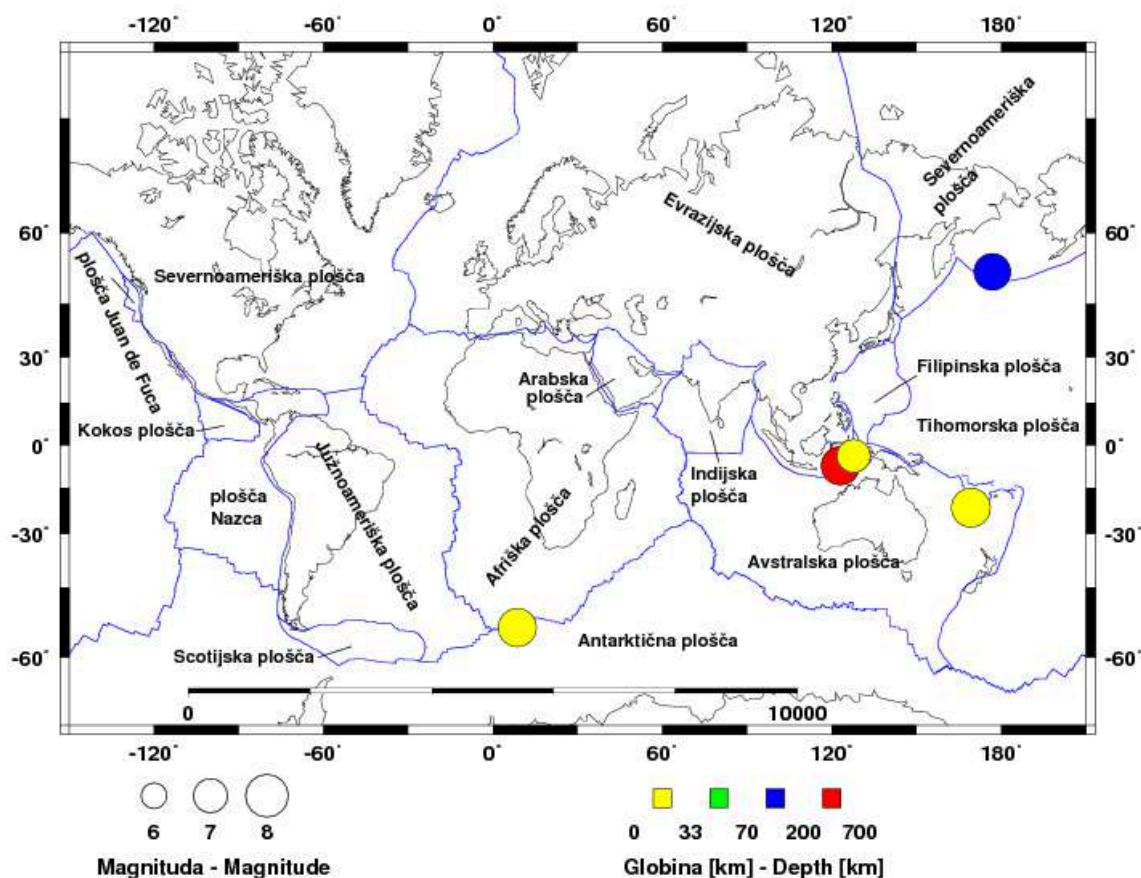 -120° -60° 0° 60° 120° 180°
Severnoameriška
plošča
60° 60°
Evrazijska plošča
Severnoameriška plošča
plošča Juan de Fuca
30° 30°
Filipinska plošča
Arabska
plošča
Kokos plošča
Tihomorska plošča
0° 0°
Južnoameriška plošča
Indijska
plošča
plošča
Nazca
Afriška plošča
-30° -30°
Avstralska plošča
Antarktična plošča
Scotijska plošča
-60° -60°
0 10000
-120° -60° 0° 60° 120° 180°
6 7 8
0 33 70 200 700
Magnituda - Magnitude
Globina [km] - Depth [km]